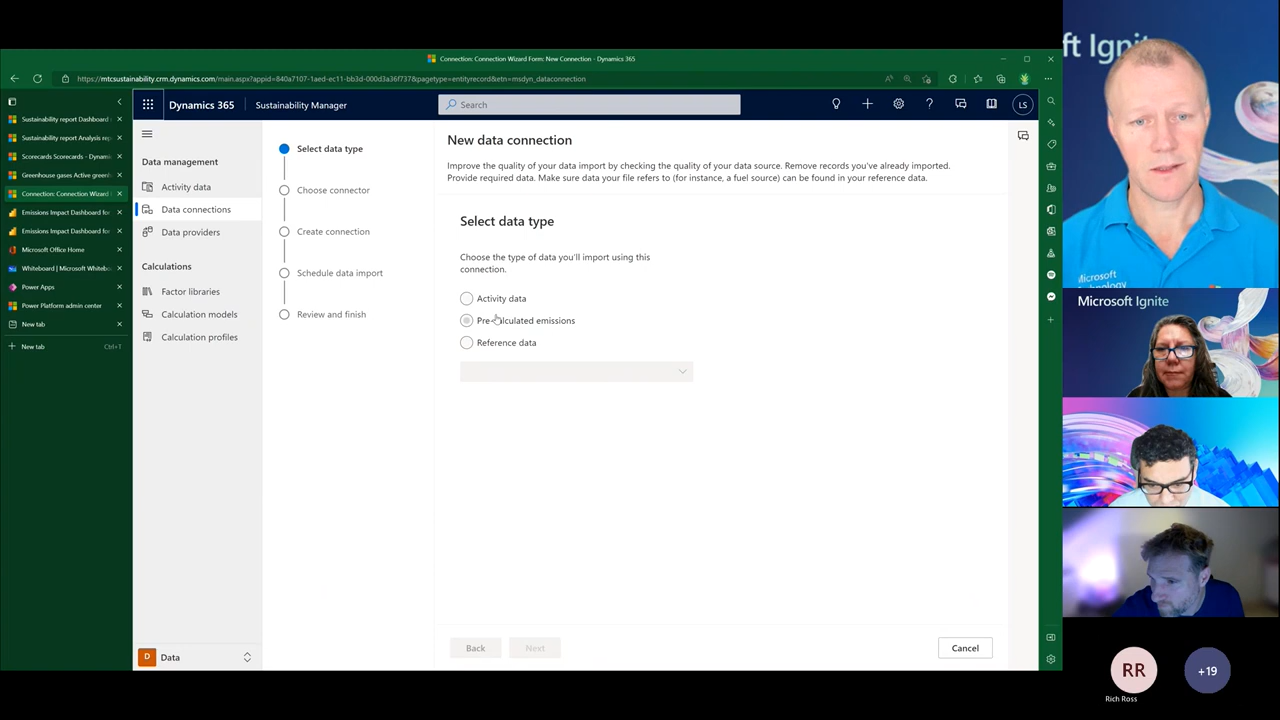 Connection: Connection Wizard Form: New Connection - Dynamics 365
https://mtcsustainability.crm.dynamics.com/main.aspx?appid=840a7107-1aed-ec11-bb3d-000d3a36f737&pagetype=entityrecord&etn=msdyn_dataconnection
Sustainability report Dashboard
Sustainability report Analysis rep
Scorecards Scorecards - Dynami
Greenhouse gases Active greenh
Connection: Connection Wizard
Emissions Impact Dashboard for
Emissions Impact Dashboard for
Microsoft Office Home
Whiteboard | Microsoft Whitebo
Power Apps
Power Platform admin center
New tab
New tab
Ctrl+T
Dynamics 365
Sustainability Manager
Search
LS
Data management
Activity data
Data connections
Data providers
Calculations
Factor libraries
Calculation models
Calculation profiles
D
Data
Select data type
Choose connector
Create connection
Schedule data import
Review and finish
New data connection
Improve the quality of your data import by checking the quality of your data source. Remove records you've already imported.
Provide required data. Make sure data your file refers to (for instance, a fuel source) can be found in your reference data.
Select data type
Choose the type of data you'll import using this
connection.
Activity data
Pre-calculated emissions
Reference data
Back
Next
Cancel
ft Ignit
Microsoft
Microsoft Ignite
RR
Rich Ross
+19